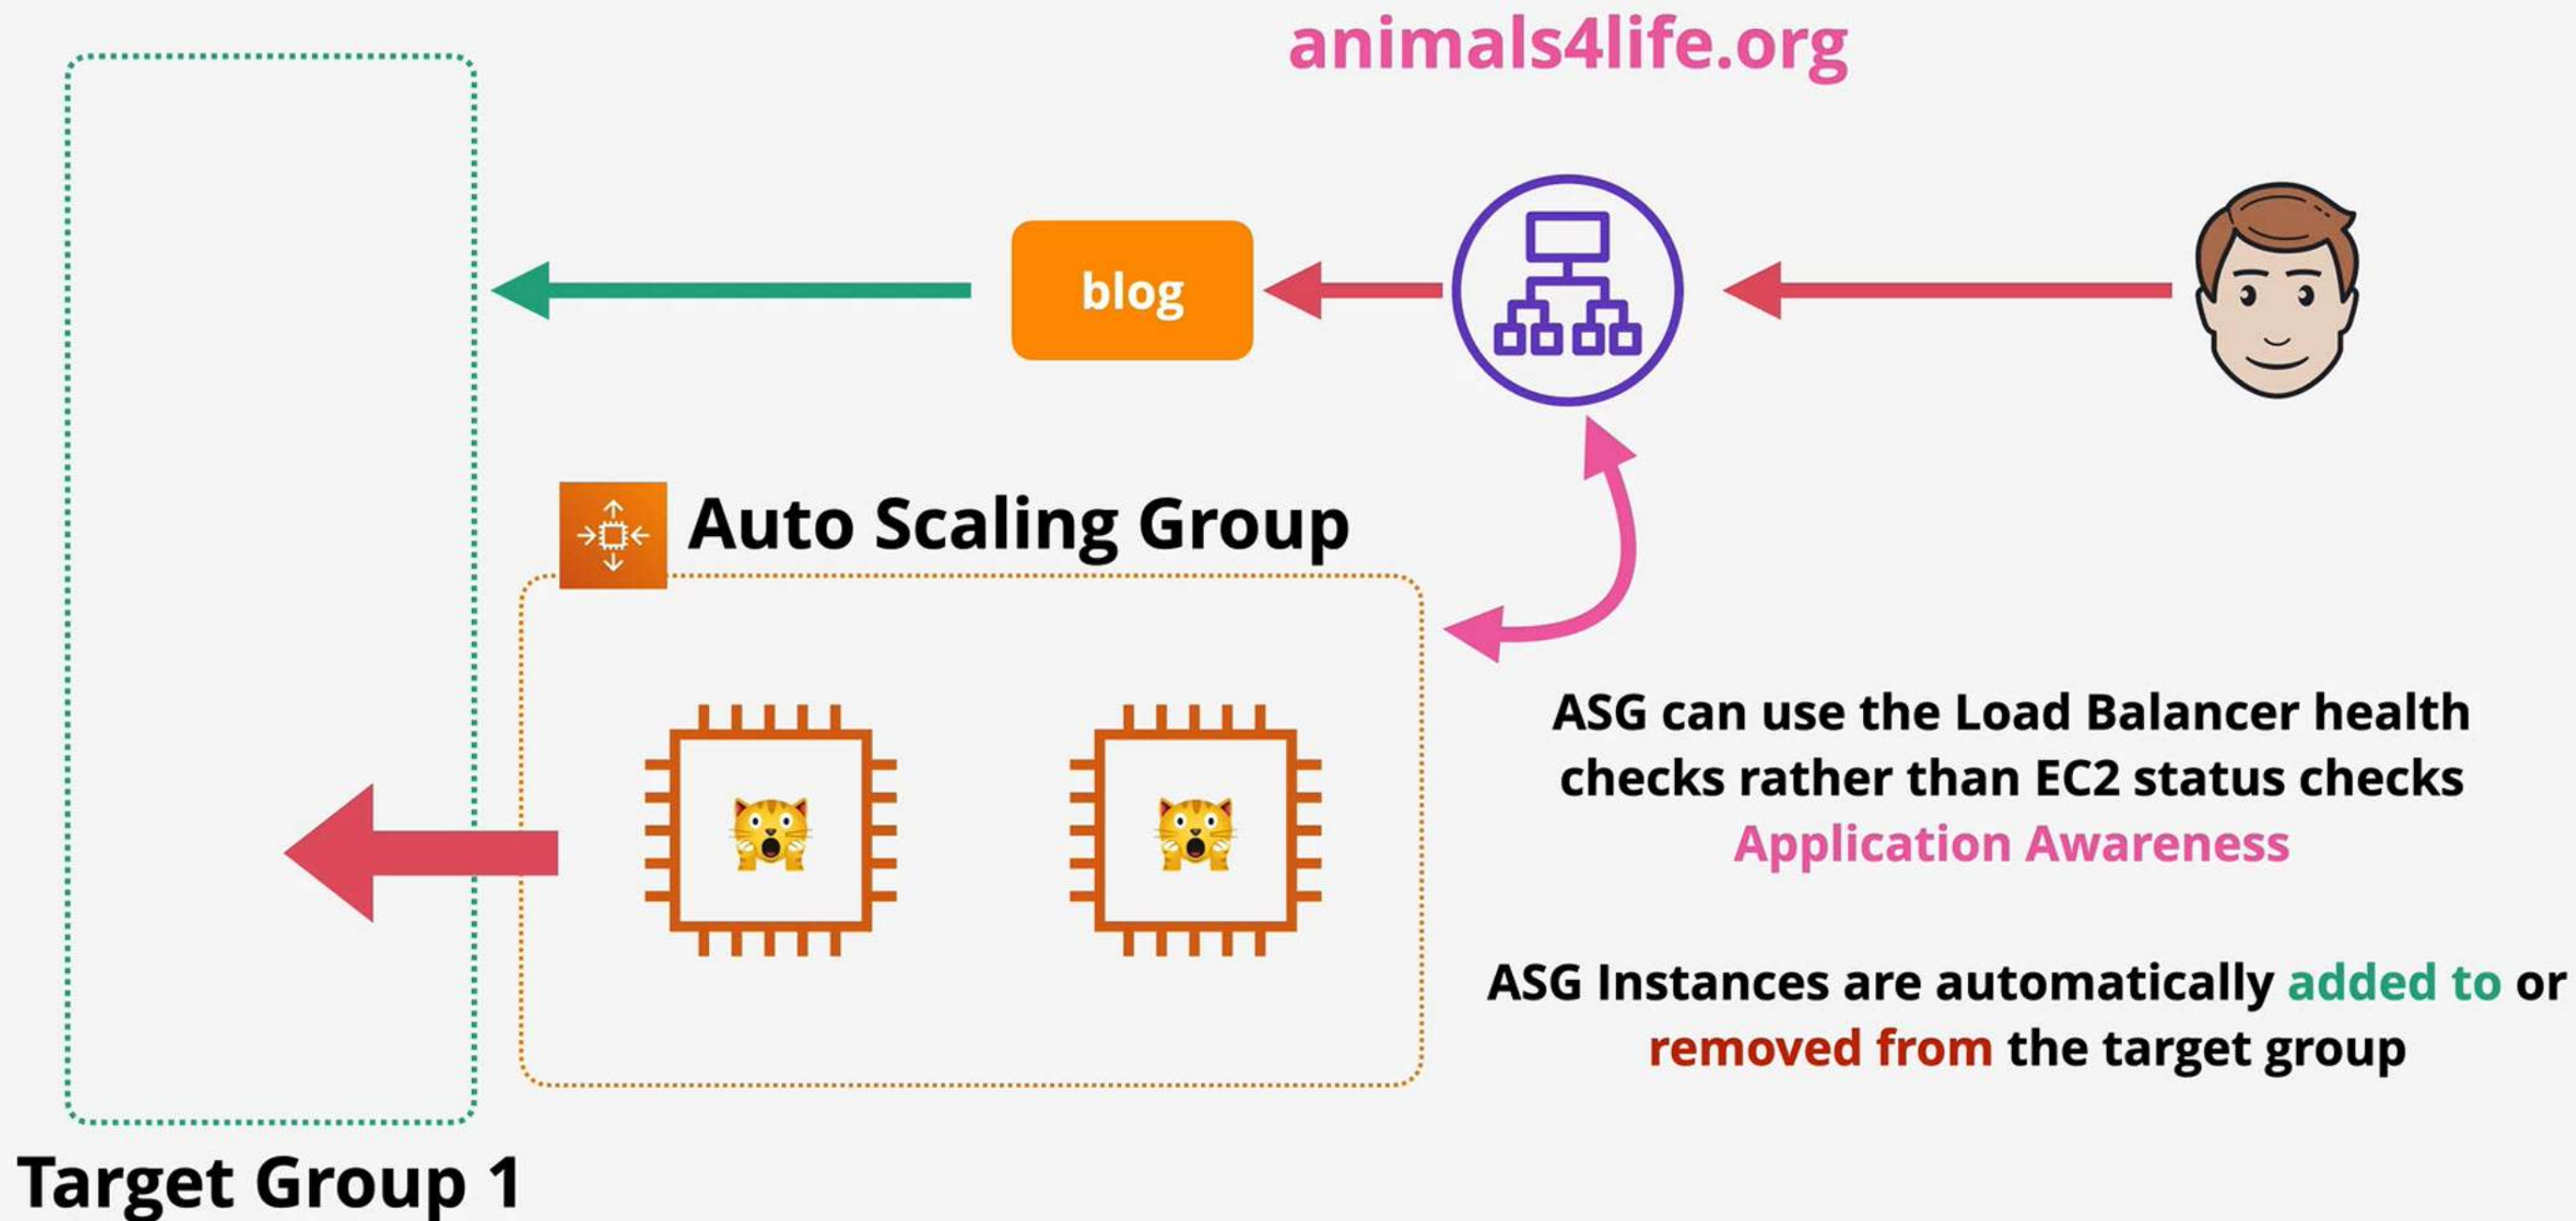 animals4life.org
blog
Auto Scaling Group
ASG can use the Load Balancer health
checks rather than EC2 status checks
Application Awareness
ASG Instances are automatically added to or
removed from the target group
Target Group 1